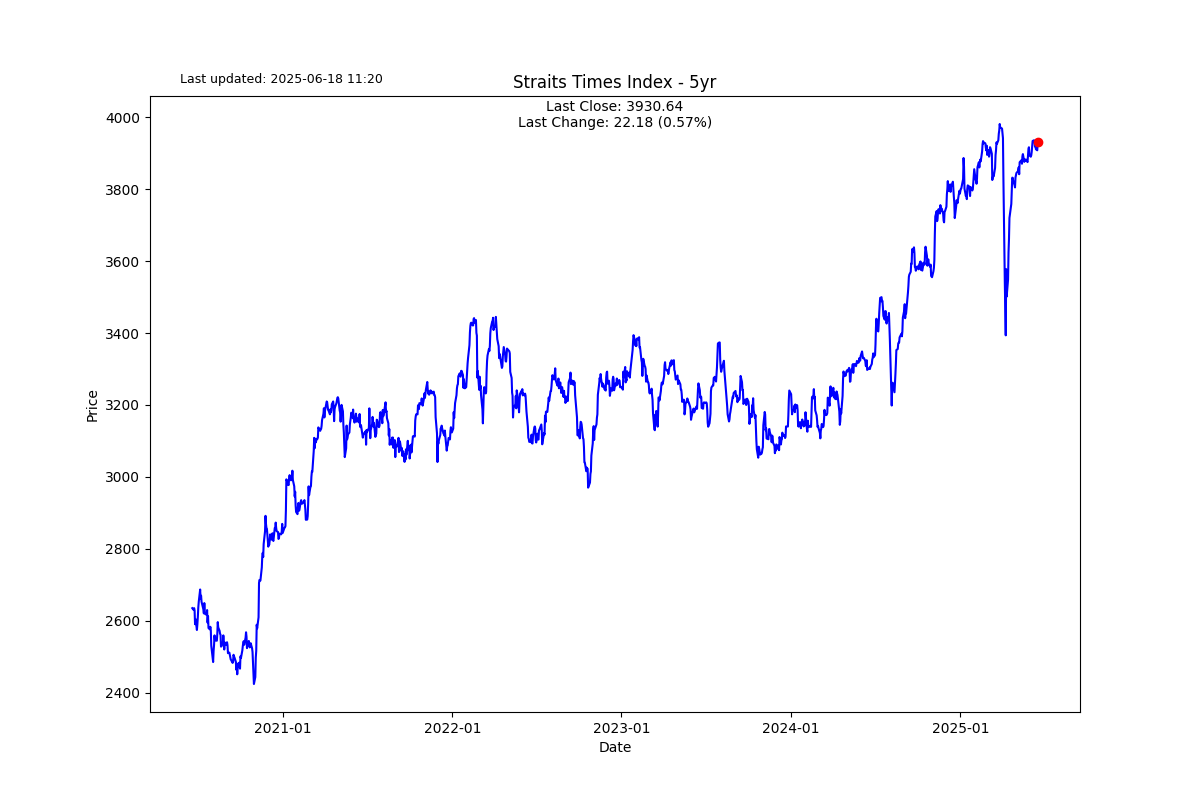 Last updated: 2025-06-18 11:20
Straits Times Index - 5yr
Last Close: 3930.64
Last Change: 22.18 (0.57%)
4000
3800
3600
3400
3200
3000
2800
2600
2400
Price
2021-01
2022-01
2023-01
2024-01
2025-01
Date